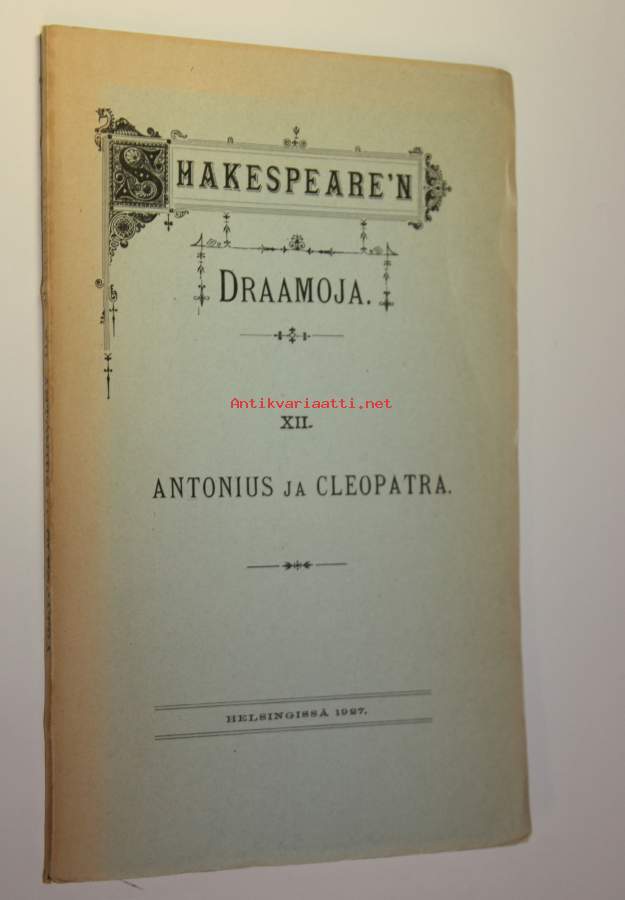 SHAKESPEARE'N
DRAAMOJA.
Antikvariaatti.net
XII.
ANTONIUS JA CLEOPATRA.
HELSINGISSÄ 1927.